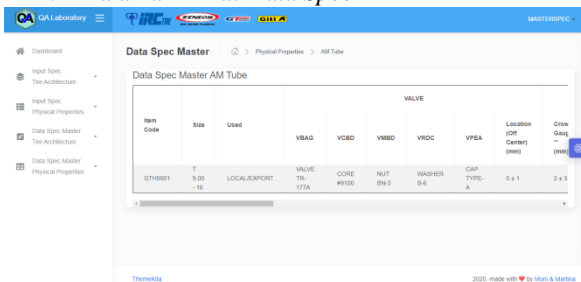 QA Laboratory
IRC
ZENEOS
GT
Giti
MASTERSPEC
Dashboard
Input Spec
Tire Architecture
Input Spec
Physical Properties
Data Spec Master
Tire Architecture
Data Spec Master
Physical Properties
Data Spec Master
> Physical Properties > AM Tube
Data Spec Master AM Tube
VALVE
Item Code Size Used VBAG VCBD VMBD VRDC VPEA Location (Off Center) (mm) Crow Gaug ** (mm)
GTH9001 T 9.00 - 16 LOCAL/EXPORT VALVE TR-177A CORE #9100 NUT BN-3 WASHER B-6 CAP TYPE-A 0 ± 1 2 ± 3
ThemeKita
2020, made with ❤ by Moni & Martina